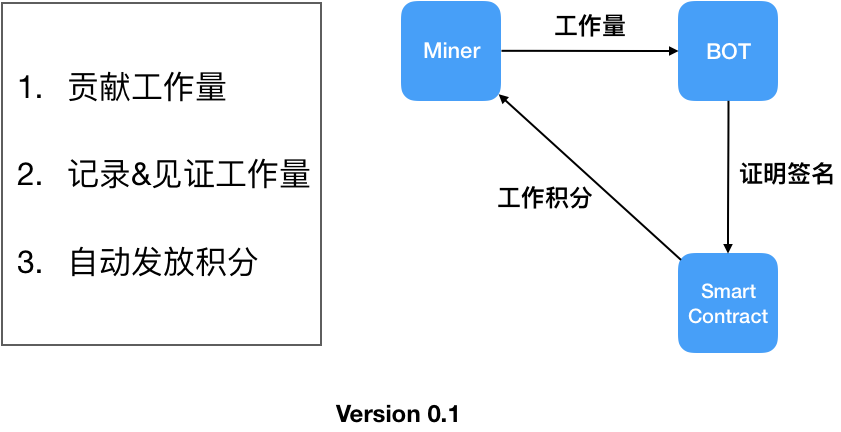 1. 贡献工作量
2. 记录&见证工作量
3. 自动发放积分
Miner
工作量
BOT
证明签名
工作积分
Smart
Contract
Version 0.1